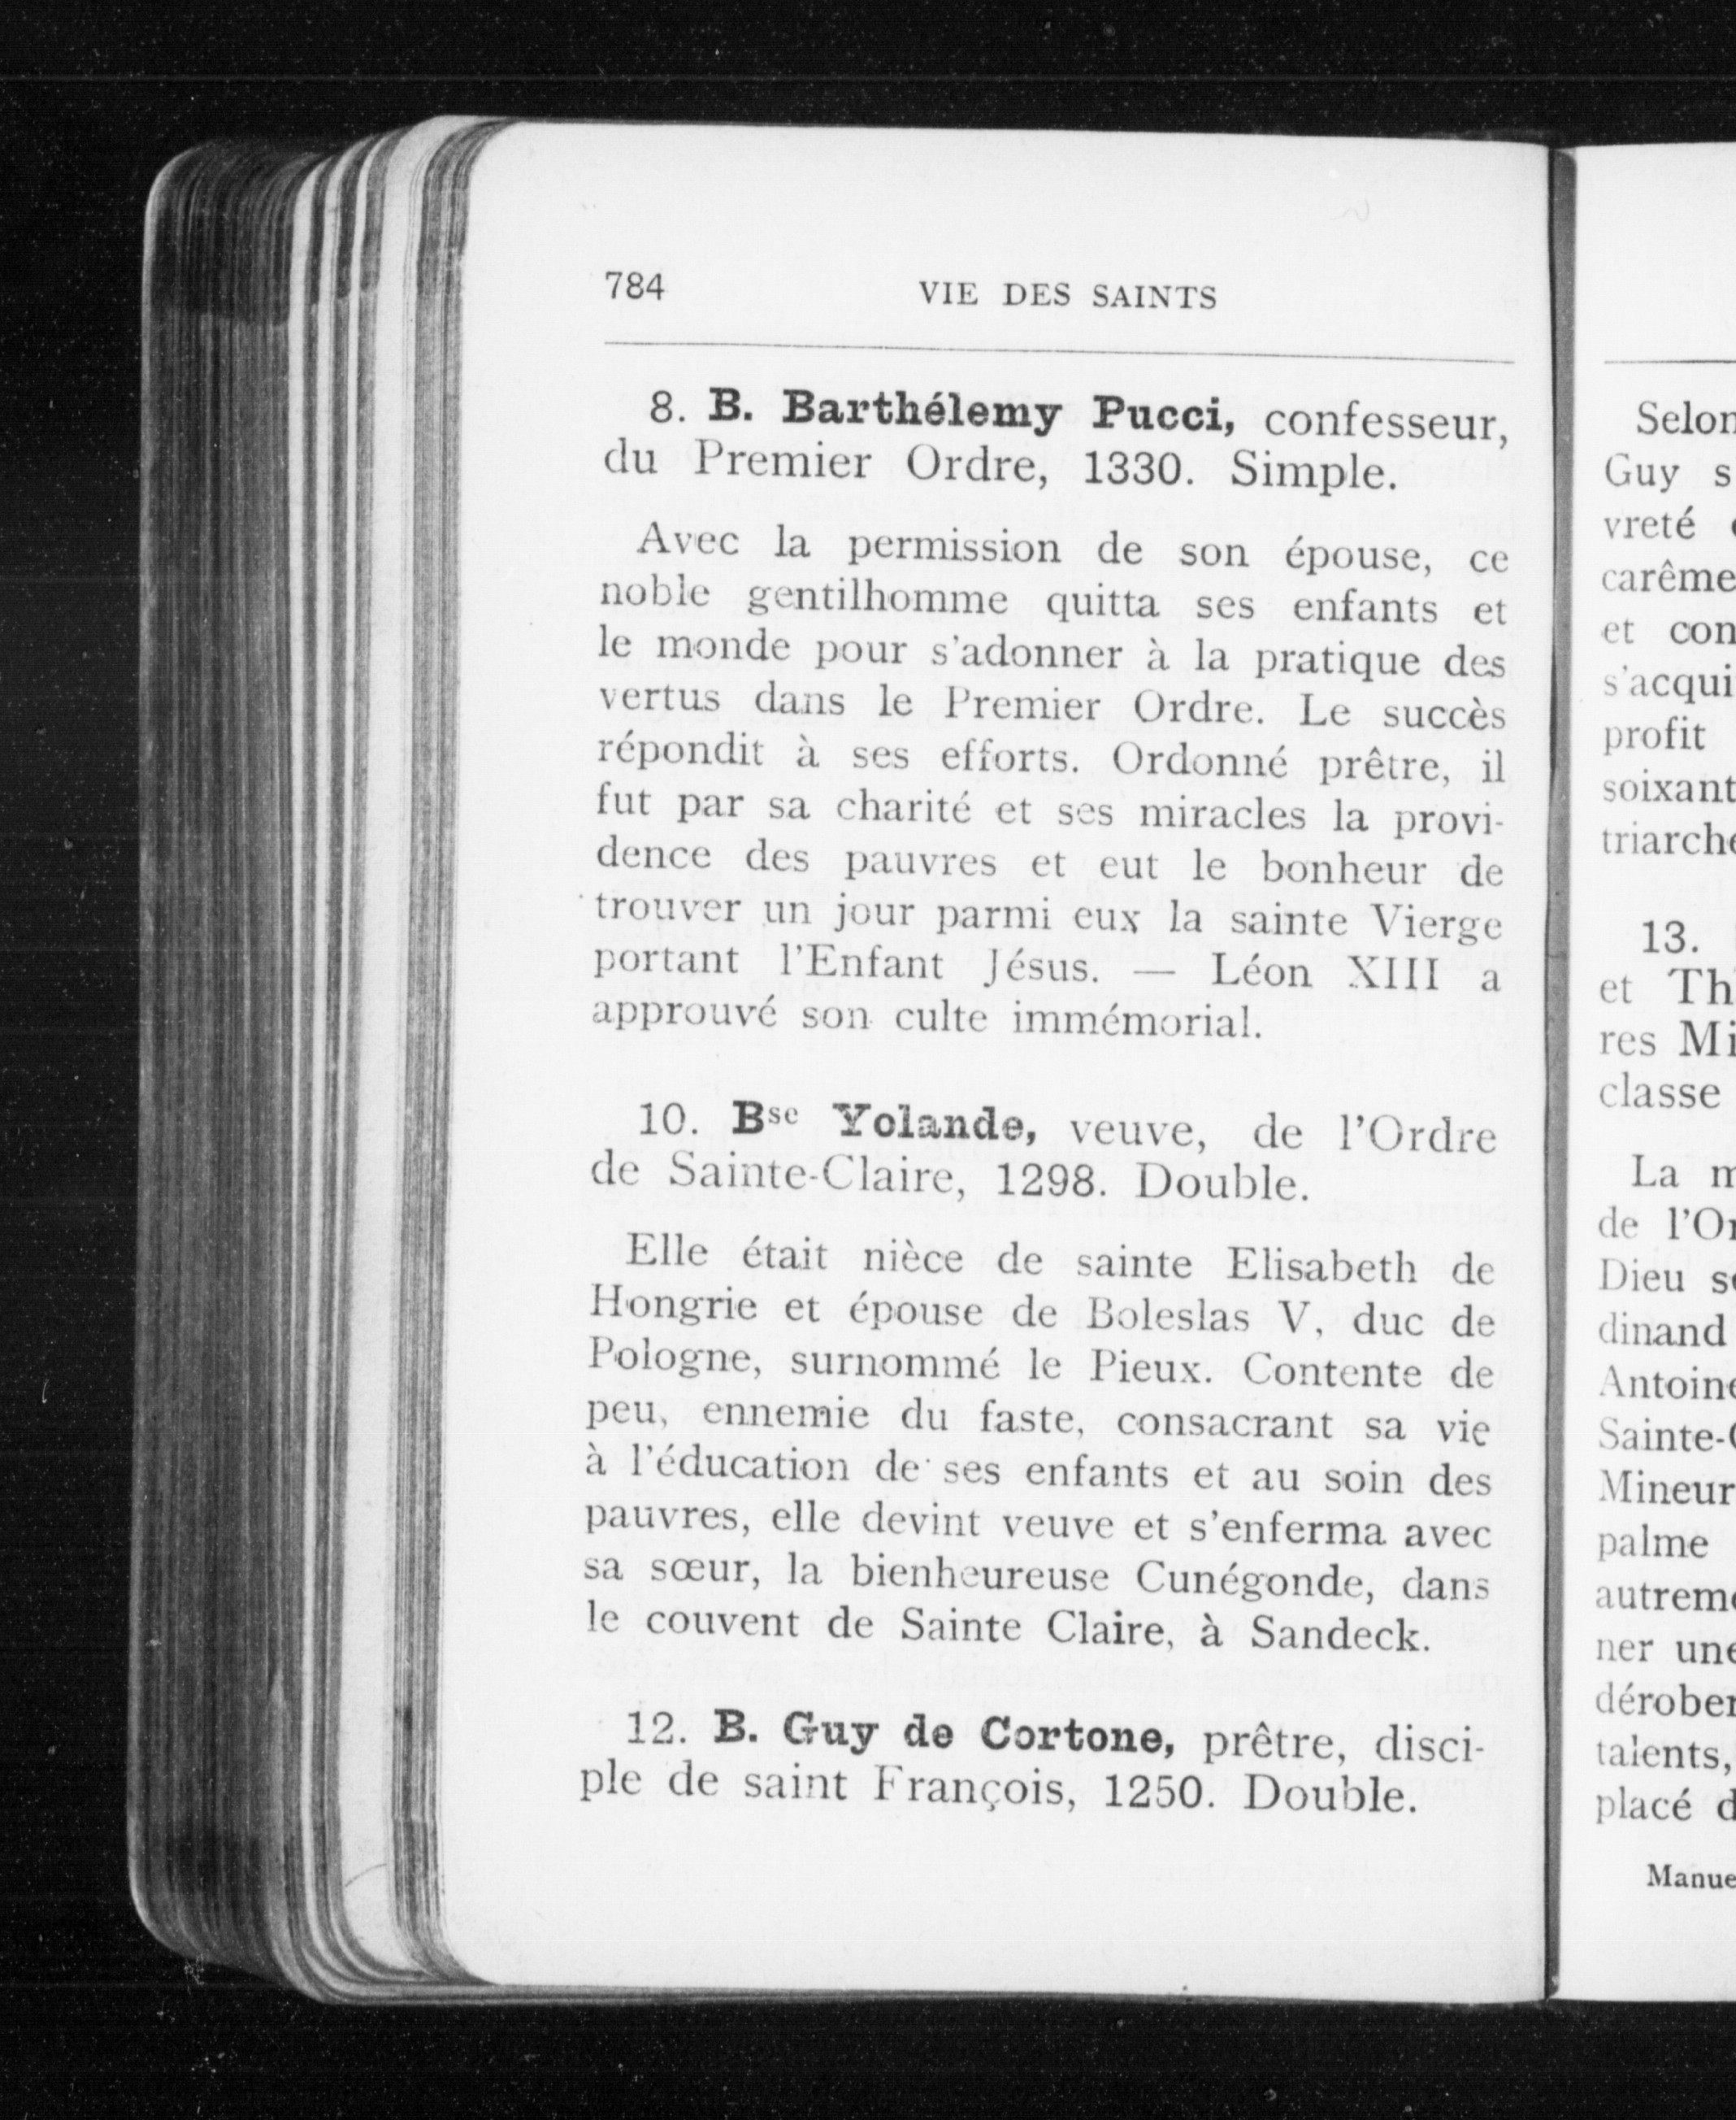 784 VIE DES SAINTS
8. B. Barthélemy Pucci, confesseur,
du Premier Ordre, 1330. Simple.
Avec la permission de son épouse, ce
noble gentilhomme quitta ses enfants et
le monde pour s'adonner à la pratique des
vertus dans le Premier Ordre. Le succès
répondit à ses efforts. Ordonné prêtre, il
fut par sa charité et ses miracles la provi-
dence des pauvres et eut le bonheur de
trouver un jour parmi eux la sainte Vierge
portant l'Enfant Jésus. — Léon XIII a
approuvé son culte immémorial.
10. Bse Yolande, veuve, de l'Ordre
de Sainte-Claire, 1298. Double.
Elle était nièce de sainte Elisabeth de
Hongrie et épouse de Boleslas V, duc de
Pologne, surnommé le Pieux. Contente de
peu, ennemie du faste, consacrant sa vie
à l'éducation de ses enfants et au soin des
pauvres, elle devint veuve et s'enferma avec
sa sœur, la bienheureuse Cunégonde, dans
le couvent de Sainte Claire, à Sandeck.
12. B. Guy de Cortone, prêtre, disci-
ple de saint François, 1250. Double.
Selon
Guy s
vreté
carême
et con
s'acqui
profit
soixant
triarche
13.
et Th
res Mi
classe
La m
de l'Or
Dieu se
dinand
Antoine
Sainte-C
Mineur
palme
autreme
ner une
dérober
talents,
placé d
Manue